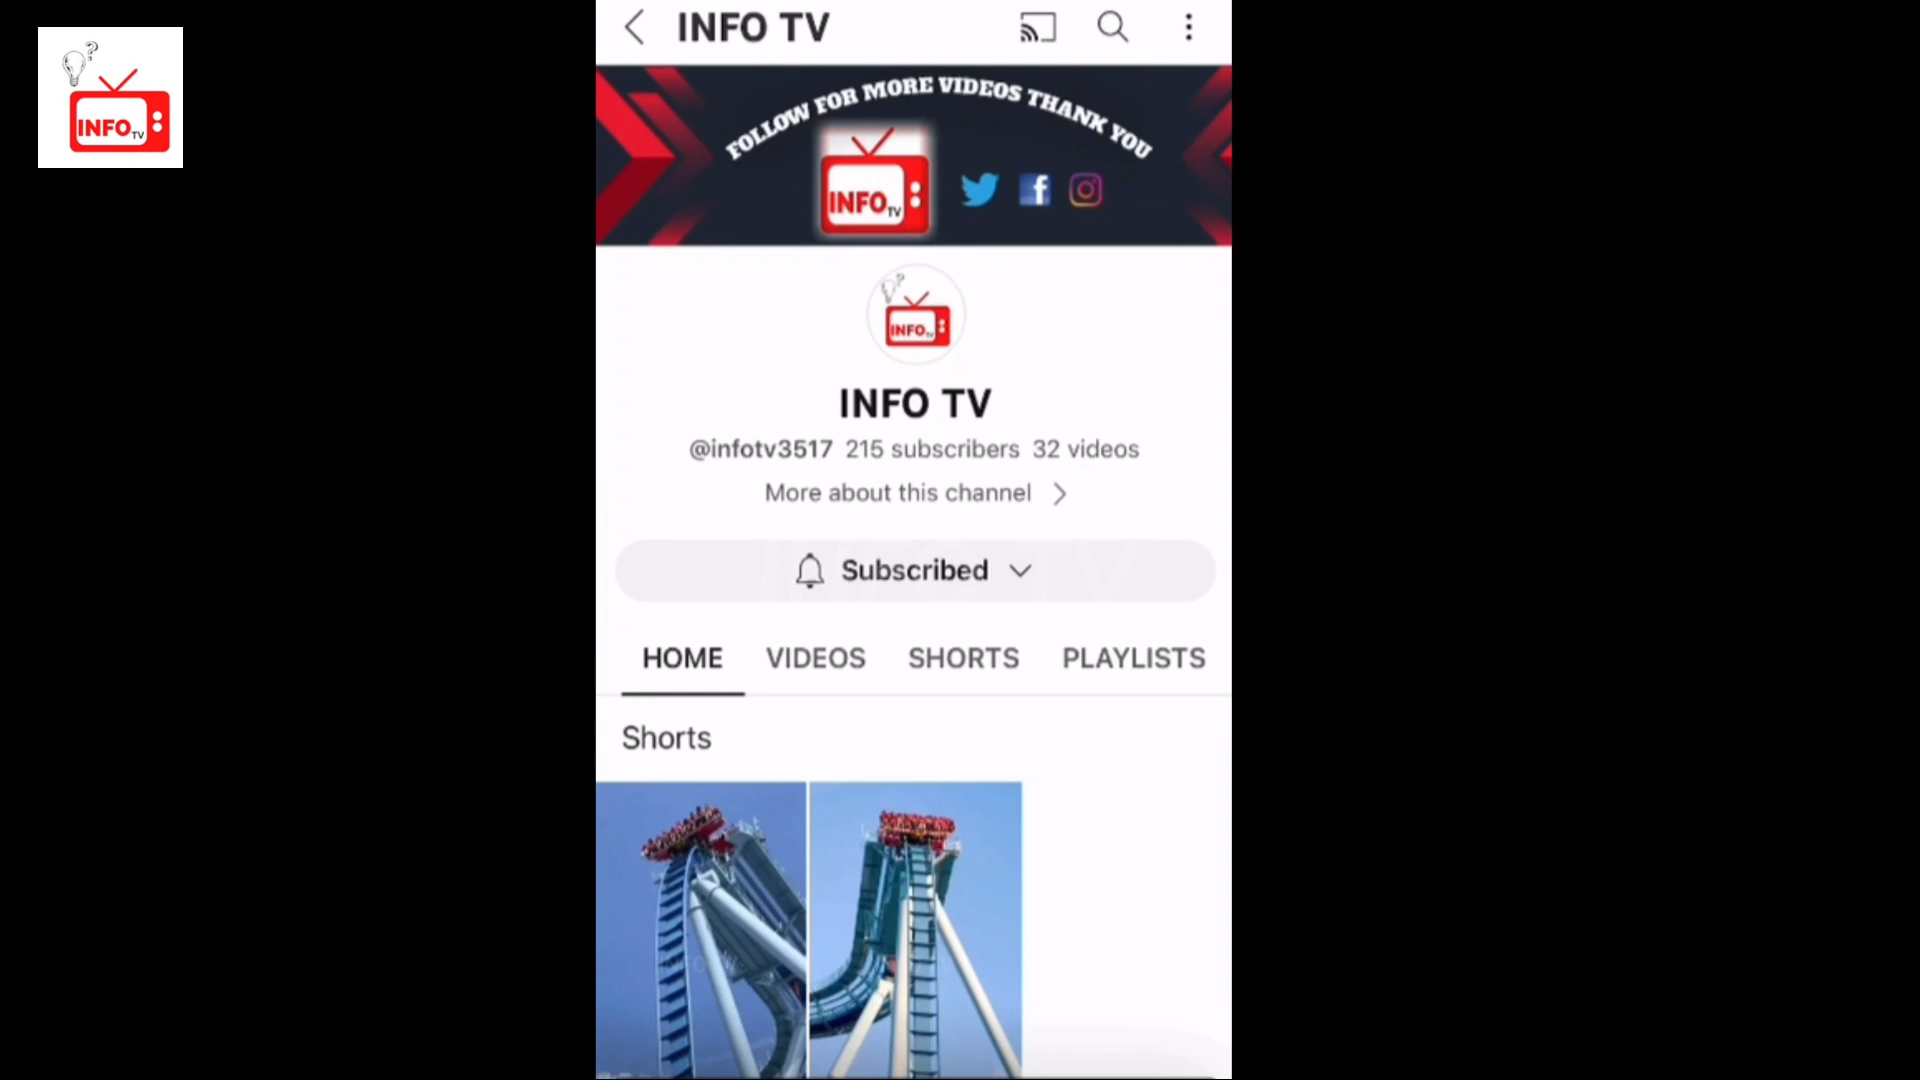 INFO TV
INFO TV
FOLLOW FOR MORE VIDEOS THANK YOU
INFO TV
INFO TV
INFO TV
@infotv3517 215 subscribers 32 videos
More about this channel
Subscribed
HOME VIDEOS SHORTS PLAYLISTS
Shorts